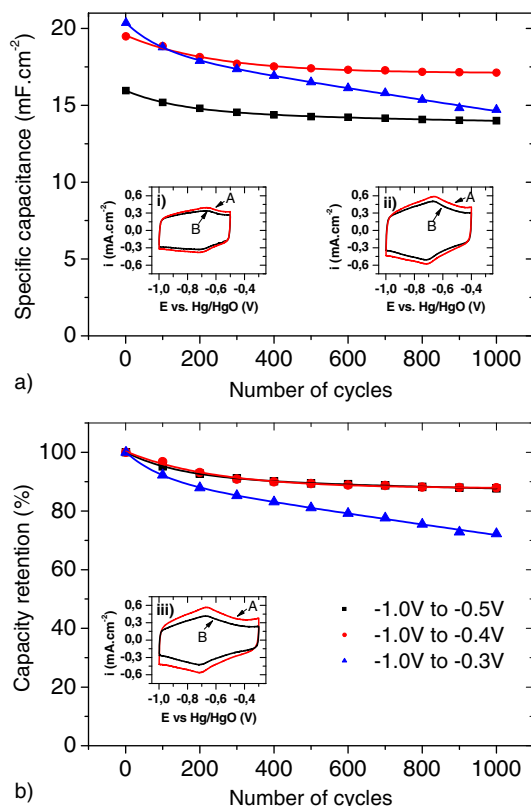 20
15
10
5
0
Specific capacitance (mF.cm⁻²)
i)
0,6
0,3
0,0
-0,3
-0,6
i (mA.cm⁻²)
A
B
-1,0 -0,8 -0,6 -0,4
E vs. Hg/HgO (V)
ii)
0,6
0,3
0,0
-0,3
-0,6
i (mA.cm⁻²)
A
B
-1,0 -0,8 -0,6 -0,4
E vs. Hg/HgO (V)
0 200 400 600 800 1000
Number of cycles
a)
100
80
60
40
20
0
Capacity retention (%)
iii)
0,6
0,3
0,0
-0,3
-0,6
i (mA.cm⁻²)
A
B
-1,0 -0,8 -0,6 -0,4
E vs Hg/HgO (V)
-1.0V to -0.5V
-1.0V to -0.4V
-1.0V to -0.3V
0 200 400 600 800 1000
Number of cycles
b)